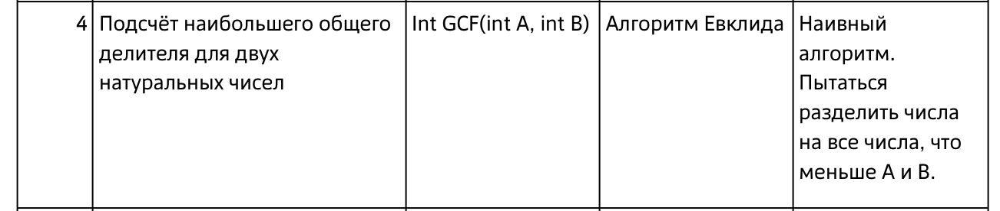 4
Подсчёт наибольшего общего
делителя для двух
натуральных чисел
Int GCF(int A, int B)
Алгоритм Евклида
Наивный
алгоритм.
Пытаться
разделить числа
на все числа, что
меньше A и B.